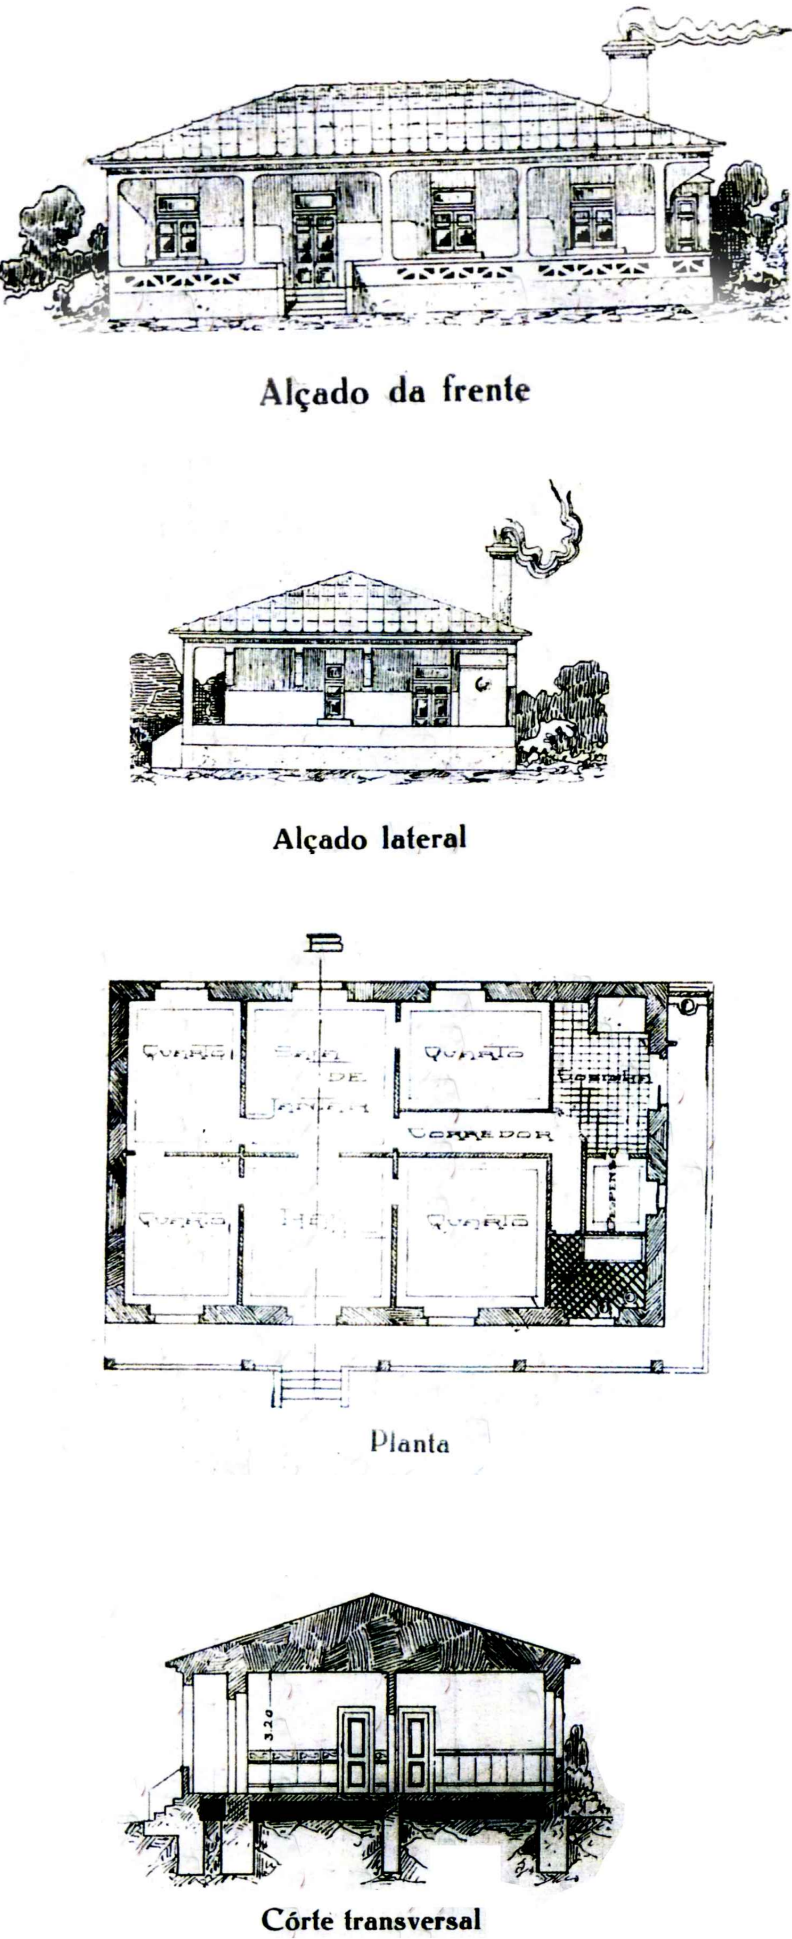 Alçado da frente
Alçado lateral
B
QUARTO
SALA
DE
JANTAR
QUARTO
COSINHA
CORREDOR
QUARTO
HALL
QUARTO
Planta
3.20
Córte transversal